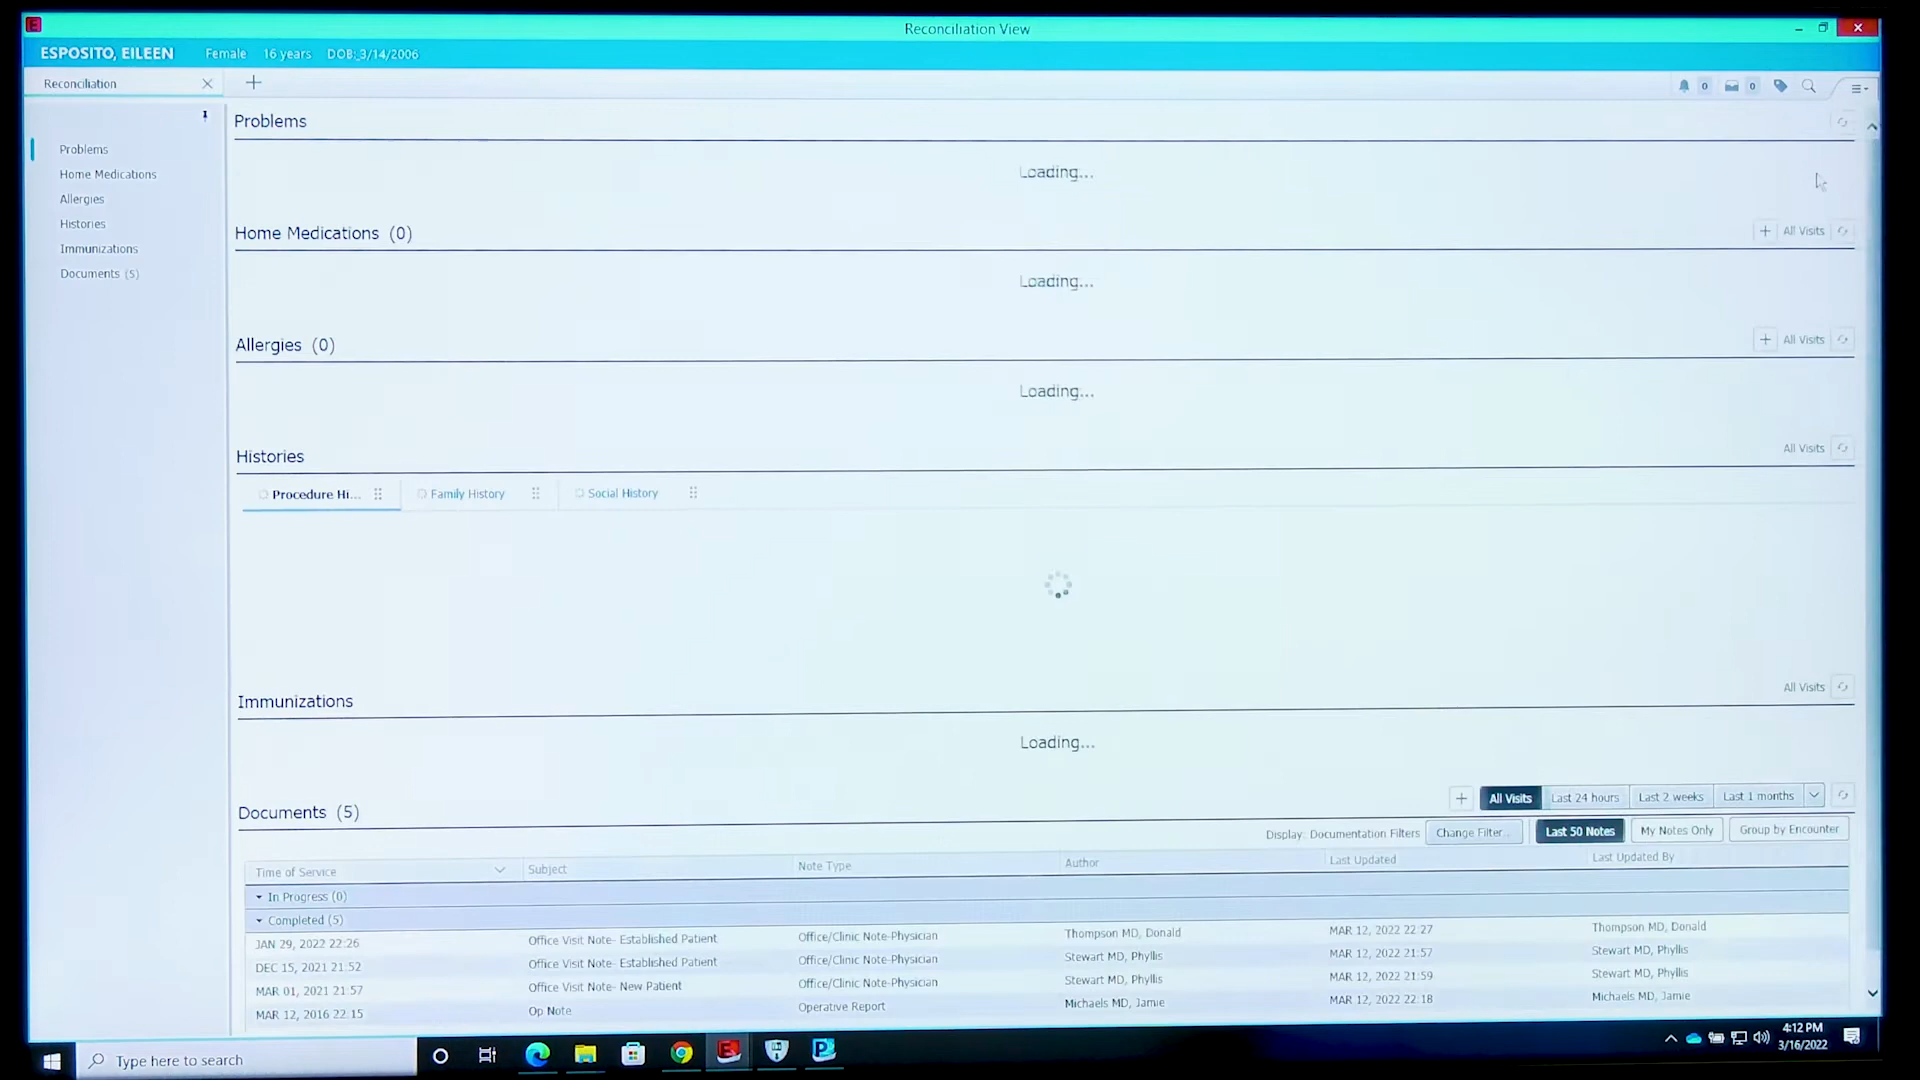 Reconciliation View
ESPOSITO, EILEEN Female 16 years DOB: 3/14/2006
Reconciliation
0 0
Problems
Home Medications
Allergies
Histories
Immunizations
Documents (5)
Problems
Loading...
Home Medications (0) All Visits
Loading...
Allergies (0) All Visits
Loading...
Histories All Visits
Procedure Hi... Family History Social History
Immunizations All Visits
Loading...
Documents (5) All Visits Last 24 hours Last 2 weeks Last 1 months
Display: Documentation Filters Change Filter... Last 50 Notes My Notes Only Group by Encounter
Time of Service Subject Note Type Author Last Updated Last Updated By
In Progress (0)
Completed (5)
JAN 29, 2022 22:26 Office Visit Note- Established Patient Office/Clinic Note-Physician Thompson MD, Donald MAR 12, 2022 22:27 Thompson MD, Donald
DEC 15, 2021 21:52 Office Visit Note- Established Patient Office/Clinic Note-Physician Stewart MD, Phyllis MAR 12, 2022 21:57 Stewart MD, Phyllis
MAR 01, 2021 21:57 Office Visit Note- New Patient Office/Clinic Note-Physician Stewart MD, Phyllis MAR 12, 2022 21:59 Stewart MD, Phyllis
MAR 12, 2016 22:15 Op Note Operative Report Michaels MD, Jamie MAR 12, 2022 22:18 Michaels MD, Jamie
Type here to search
4:12 PM
3/16/2022